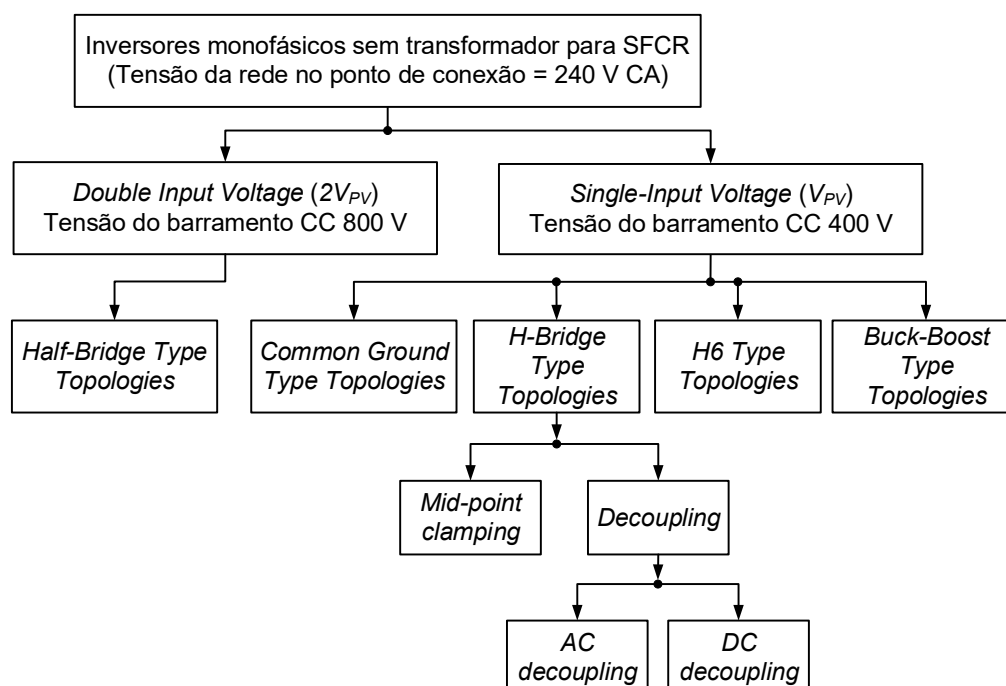 Inversores monofásicos sem transformador para SFCR
(Tensão da rede no ponto de conexão = 240 V CA)
Double Input Voltage (2VPV)
Tensão do barramento CC 800 V
Single-Input Voltage (VPV)
Tensão do barramento CC 400 V
Half-Bridge Type
Topologies
Common Ground
Type Topologies
H-Bridge
Type
Topologies
H6 Type
Topologies
Buck-Boost
Type
Topologies
Mid-point
clamping
Decoupling
AC
decoupling
DC
decoupling